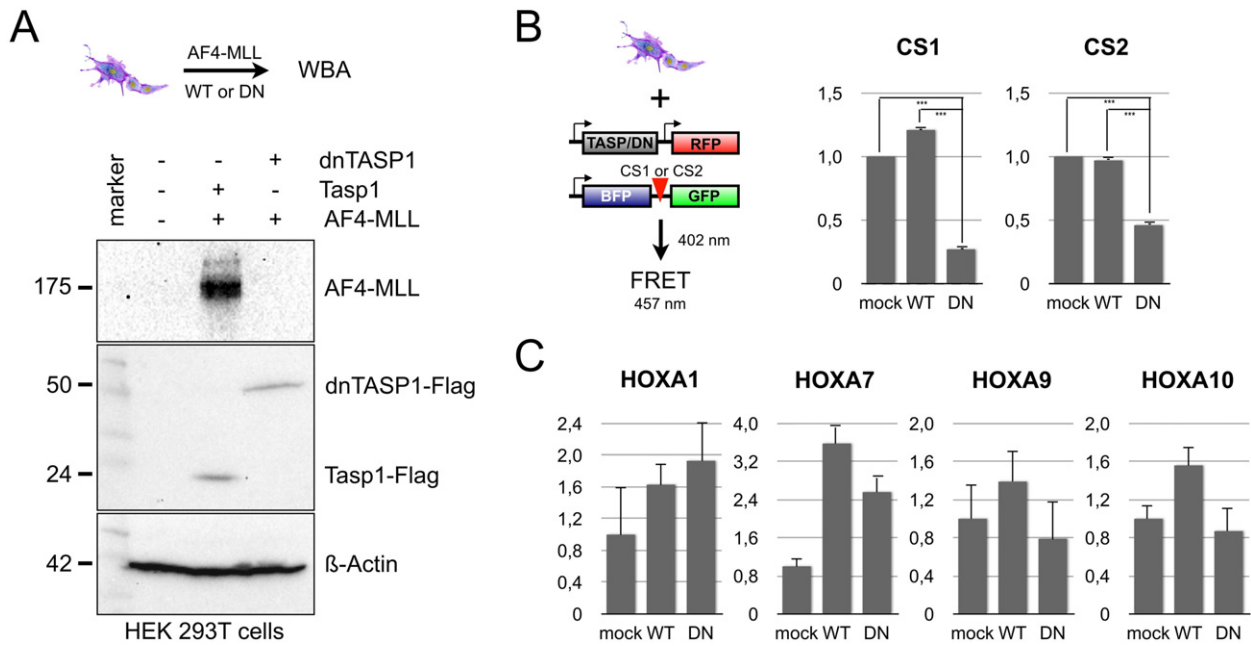 A
AF4-MLL
WT or DN
WBA
marker
- - + dnTASP1
- + - Tasp1
- + + AF4-MLL
175
AF4-MLL
50
dnTASP1-Flag
24
Tasp1-Flag
42
ß-Actin
HEK 293T cells
B
+
TASP/DN
RFP
CS1 or CS2
BFP
GFP
402 nm
FRET
457 nm
CS1
1,5
1,0
0,5
0
***
***
mock WT DN
CS2
1,5
1,0
0,5
0
***
***
mock WT DN
C
HOXA1
2,4
2,0
1,6
1,2
0,8
0,4
0
mock WT DN
HOXA7
4,0
3,2
2,4
1,6
0,8
0
mock WT DN
HOXA9
2,0
1,6
1,2
0,8
0,4
0
mock WT DN
HOXA10
2,0
1,6
1,2
0,8
0,4
0
mock WT DN